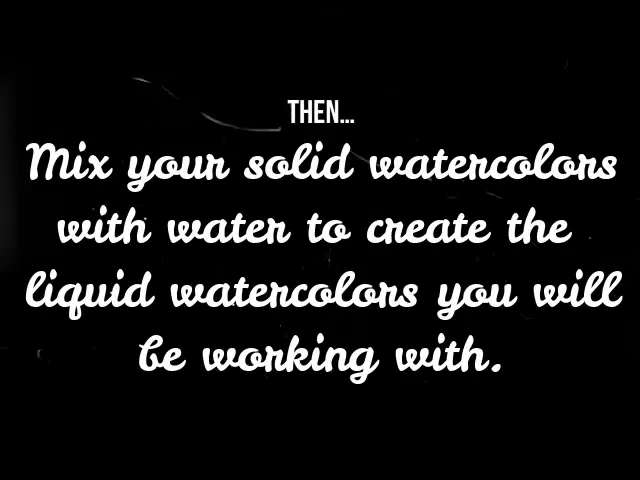 THEN...
Mix your solid watercolors
with water to create the
liquid watercolors you will
be working with.